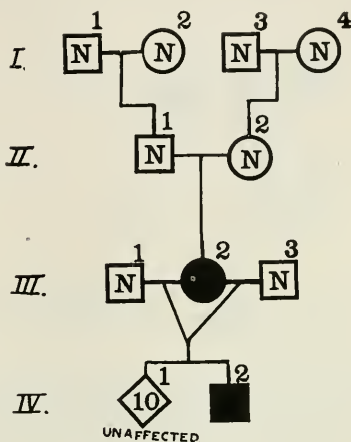 1 2 3 4
I. N N N N
1 2
II. N N
1 2 3
III. N N
1 2
IV. 10
UNAFFECTED